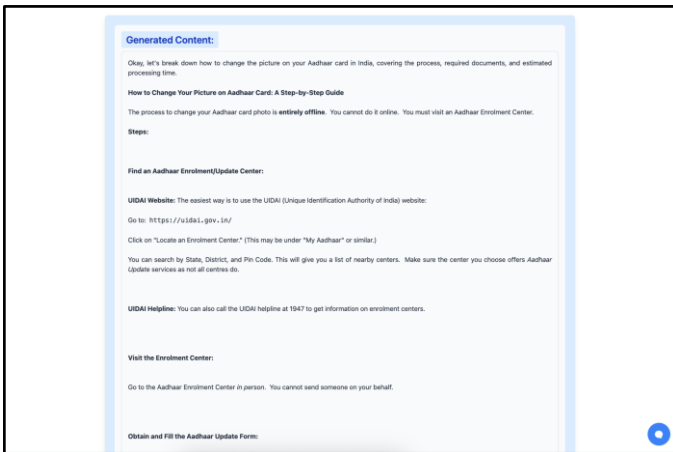 Generated Content:
Okay, let's break down how to change the picture on your Aadhaar card in India, covering the process, required documents, and estimated
processing time.
How to Change Your Picture on Aadhaar Card: A Step-by-Step Guide
The process to change your Aadhaar card photo is entirely offline. You cannot do it online. You must visit an Aadhaar Enrolment Center.
Steps:
Find an Aadhaar Enrolment/Update Center:
UIDAI Website: The easiest way is to use the UIDAI (Unique Identification Authority of India) website:
Go to: https://uidai.gov.in/
Click on "Locate an Enrolment Center." (This may be under "My Aadhaar" or similar.)
You can search by State, District, and Pin Code. This will give you a list of nearby centers. Make sure the center you choose offers Aadhaar
Update services as not all centres do.
UIDAI Helpline: You can also call the UIDAI helpline at 1947 to get information on enrolment centers.
Visit the Enrolment Center:
Go to the Aadhaar Enrolment Center in person. You cannot send someone on your behalf.
Obtain and Fill the Aadhaar Update Form: